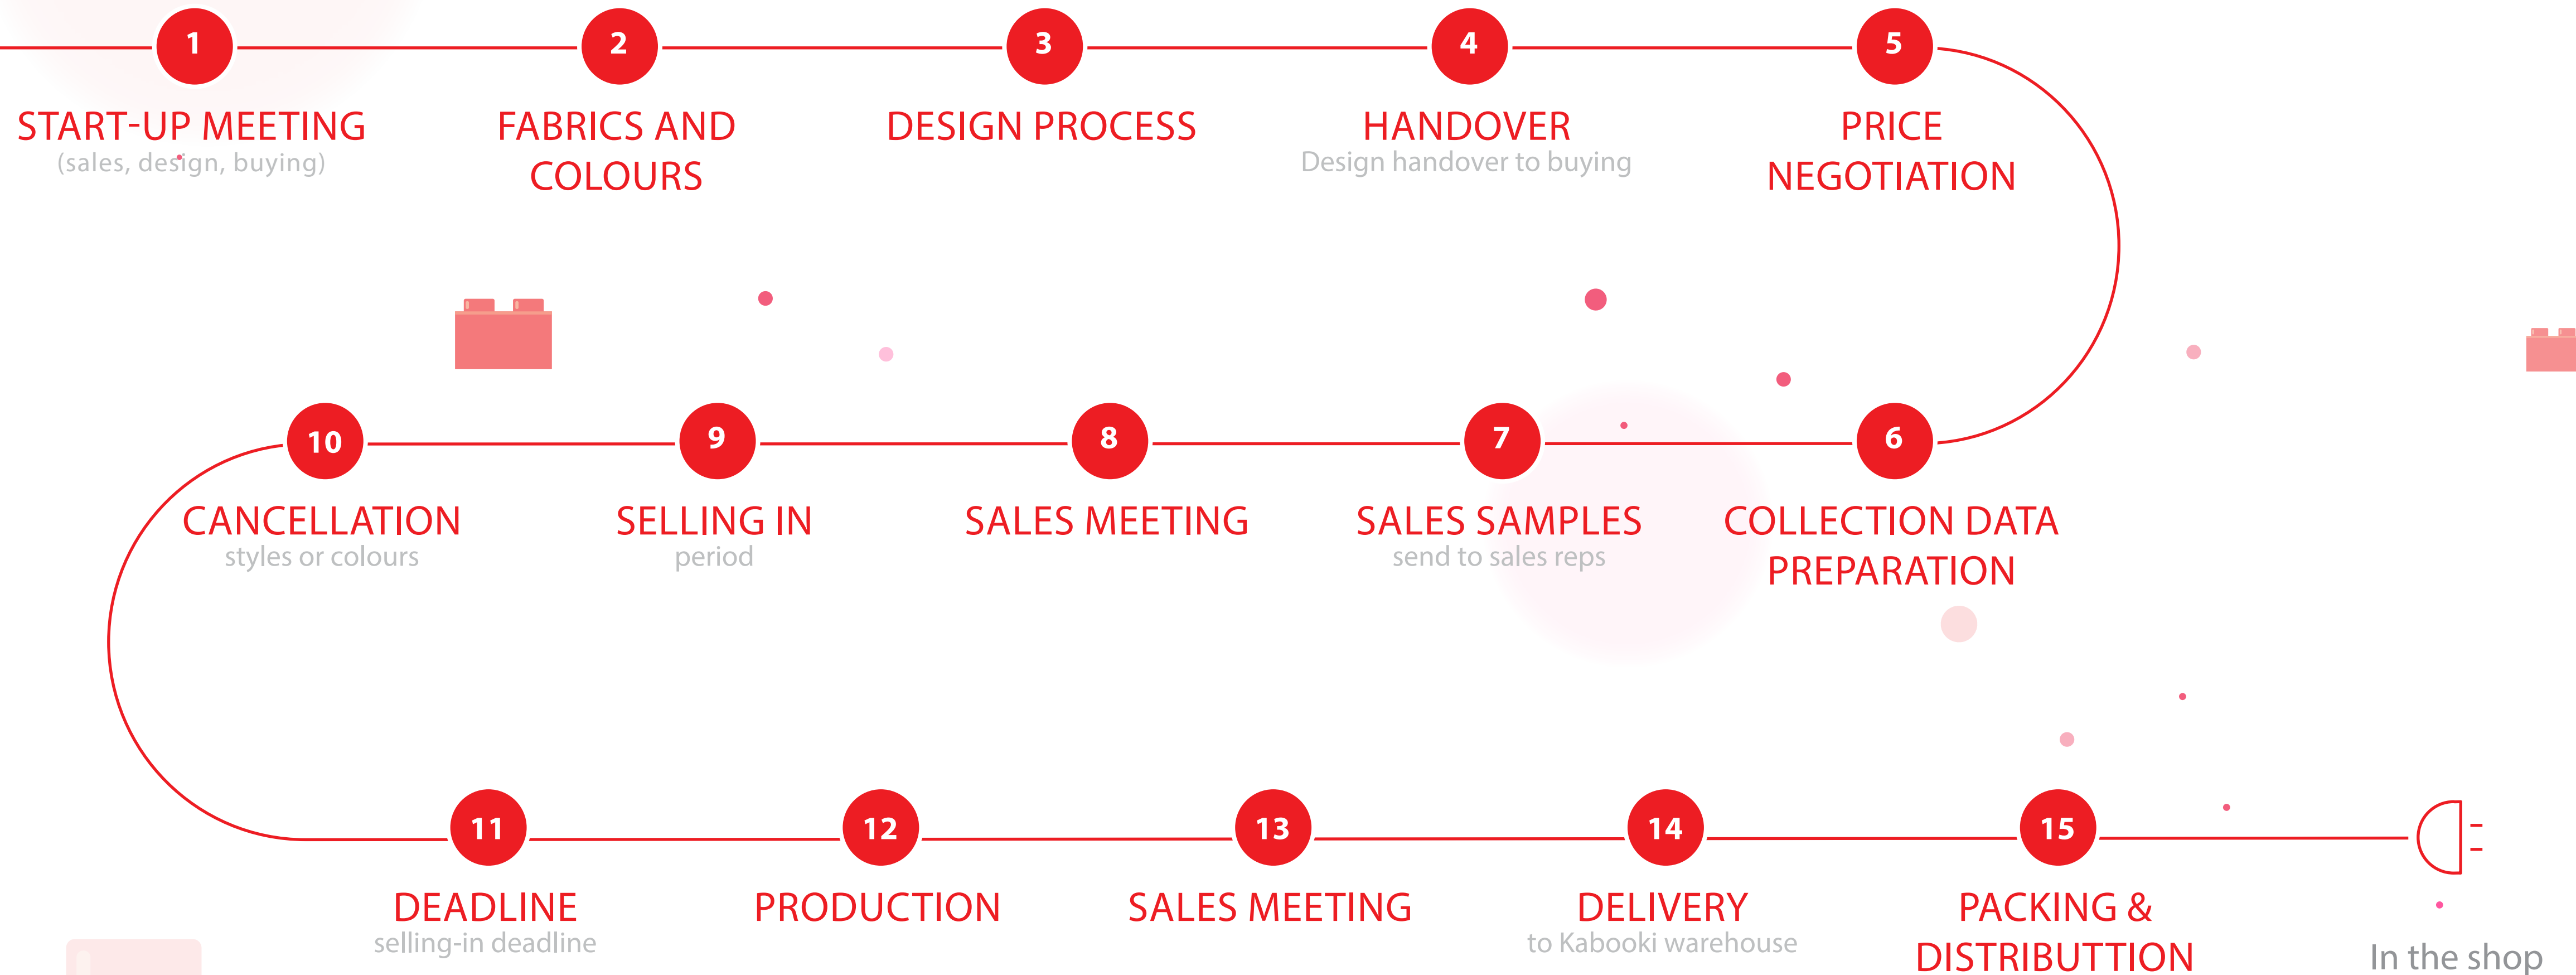 1
START-UP MEETING
(sales, design, buying)
2
FABRICS AND
COLOURS
3
DESIGN PROCESS
4
HANDOVER
Design handover to buying
5
PRICE
NEGOTIATION
6
COLLECTION DATA
PREPARATION
7
SALES SAMPLES
send to sales reps
8
SALES MEETING
9
SELLING IN
period
10
CANCELLATION
styles or colours
11
DEADLINE
selling-in deadline
12
PRODUCTION
13
SALES MEETING
14
DELIVERY
to Kabooki warehouse
15
PACKING &
DISTRIBUTTION
In the shop